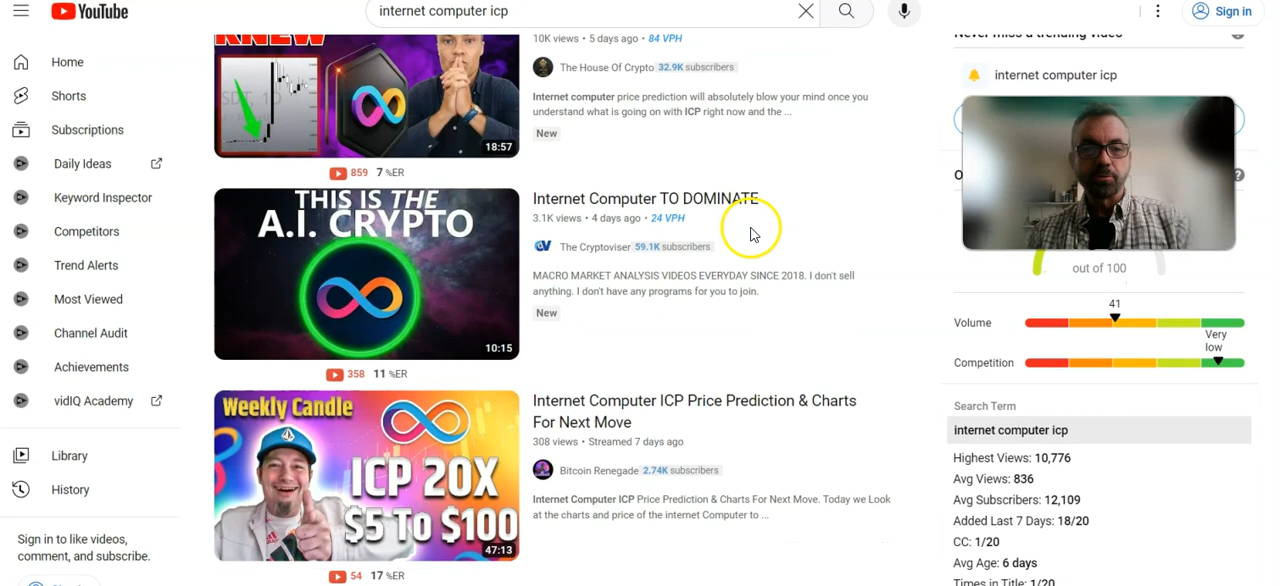 YouTube
internet computer icp
Sign in
Home
Shorts
Subscriptions
Daily Ideas
Keyword Inspector
Competitors
Trend Alerts
Most Viewed
Channel Audit
Achievements
vidIQ Academy
Library
History
Sign in to like videos,
comment, and subscribe.
KNEW
18:57
859 7 %ER
10K views • 5 days ago • 84 VPH
The House Of Crypto 32.9K subscribers
Internet computer price prediction will absolutely blow your mind once you
understand what is going on with ICP right now and the ...
New
THIS IS THE
A.I. CRYPTO
10:15
358 11 %ER
Internet Computer TO DOMINATE
3.1K views • 4 days ago • 24 VPH
The Cryptoviser 59.1K subscribers
MACRO MARKET ANALYSIS VIDEOS EVERYDAY SINCE 2018. I don't sell
anything. I don't have any programs for you to join.
New
Weekly Candle
ICP 20X
$5 To $100
47:13
54 17 %ER
Internet Computer ICP Price Prediction & Charts
For Next Move
308 views • Streamed 7 days ago
Bitcoin Renegade 2.74K subscribers
Internet Computer ICP Price Prediction & Charts For Next Move. Today we Look
at the charts and price of the internet Computer to ...
Never miss a trending video
internet computer icp
out of 100
41
Volume
Very
low
Competition
Search Term
internet computer icp
Highest Views: 10,776
Avg Views: 836
Avg Subscribers: 12,109
Added Last 7 Days: 18/20
CC: 1/20
Avg Age: 6 days
Times in Title: 1/20